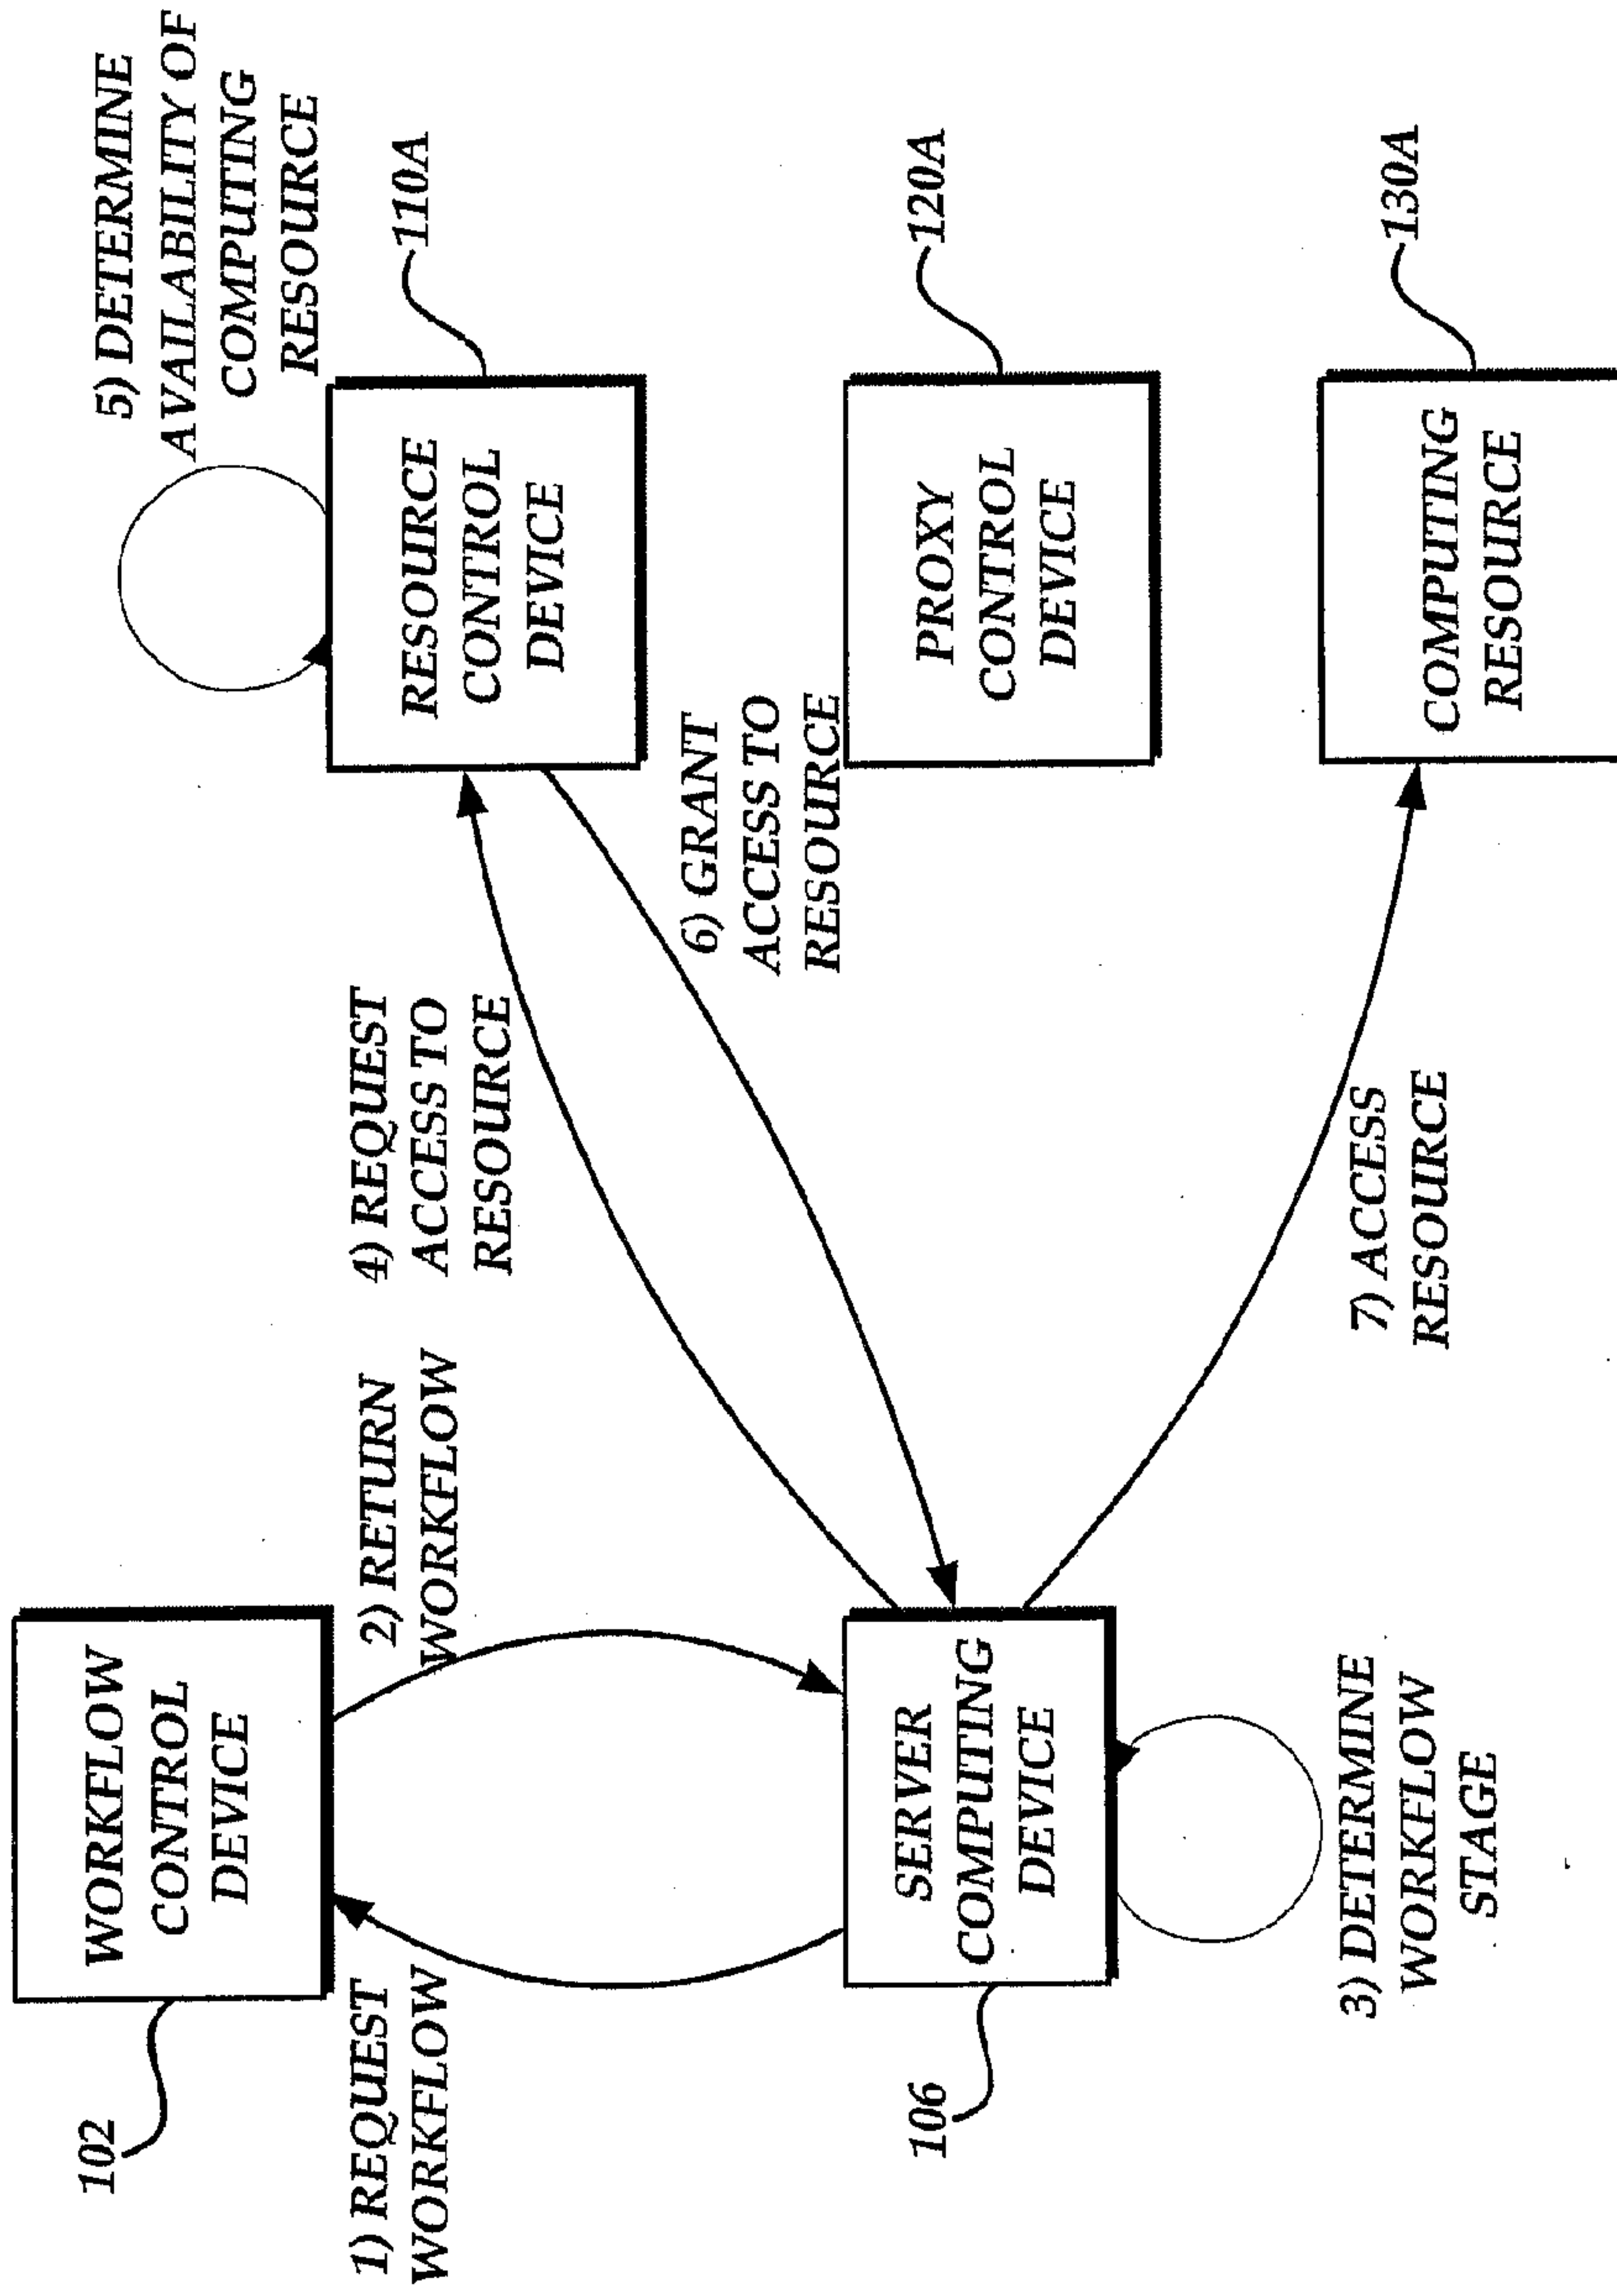 102
WORKFLOW
CONTROL
DEVICE
1) REQUEST
WORKFLOW
2) RETURN
WORKFLOW
106
SERVER
COMPUTING
DEVICE
3) DETERMINE
WORKFLOW
STAGE
4) REQUEST
ACCESS TO
RESOURCE
5) DETERMINE
AVAILABILITY OF
COMPUTING
RESOURCE
RESOURCE
CONTROL
DEVICE
110A
6) GRANT
ACCESS TO
RESOURCE
PROXY
CONTROL
DEVICE
120A
7) ACCESS
RESOURCE
COMPUTING
RESOURCE
130A